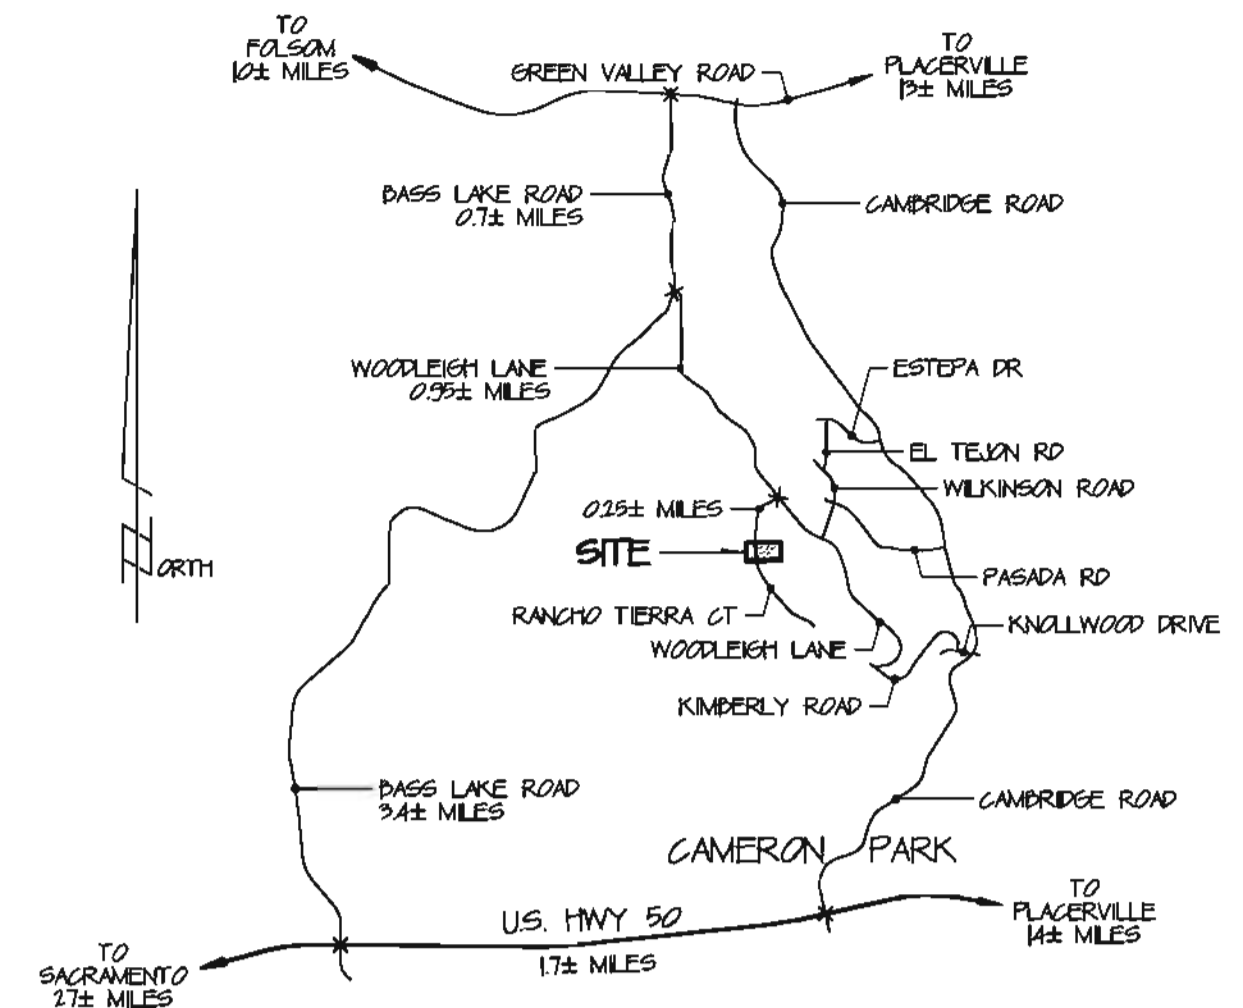 TO
FOLSOM
10± MILES
GREEN VALLEY ROAD
TO
PLACERVILLE
13± MILES
BASS LAKE ROAD
0.7± MILES
CAMBRIDGE ROAD
WOODLEIGH LANE
0.95± MILES
ESTEPA DR
EL TEJON RD
WILKINSON ROAD
0.25± MILES
SITE
NORTH
PASADA RD
RANCHO TIERRA CT
KNOLLWOOD DRIVE
WOODLEIGH LANE
KIMBERLY ROAD
BASS LAKE ROAD
3.4± MILES
CAMBRIDGE ROAD
CAMERON PARK
U.S. HWY 50
1.7± MILES
TO
PLACERVILLE
14± MILES
TO
SACRAMENTO
27± MILES